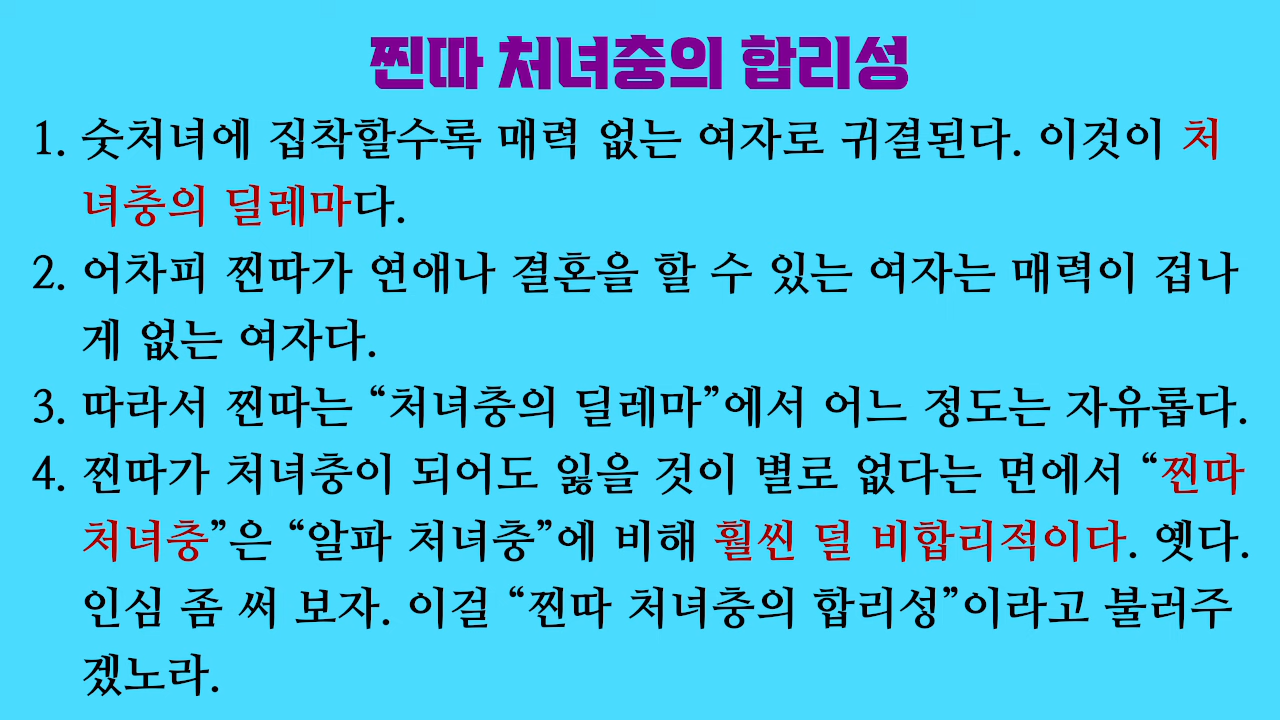 찐따 처녀충의 합리성
1. 숫처녀에 집착할수록 매력 없는 여자로 귀결된다. 이것이 처
녀충의 딜레마다.
2. 어차피 찐따가 연애나 결혼을 할 수 있는 여자는 매력이 겁나
게 없는 여자다.
3. 따라서 찐따는 “처녀충의 딜레마”에서 어느 정도는 자유롭다.
4. 찐따가 처녀충이 되어도 잃을 것이 별로 없다는 면에서 “찐따
처녀충”은 “알파 처녀충”에 비해 훨씬 덜 비합리적이다. 옛다.
인심 좀 써 보자. 이걸 “찐따 처녀충의 합리성”이라고 불러주
겠노라.